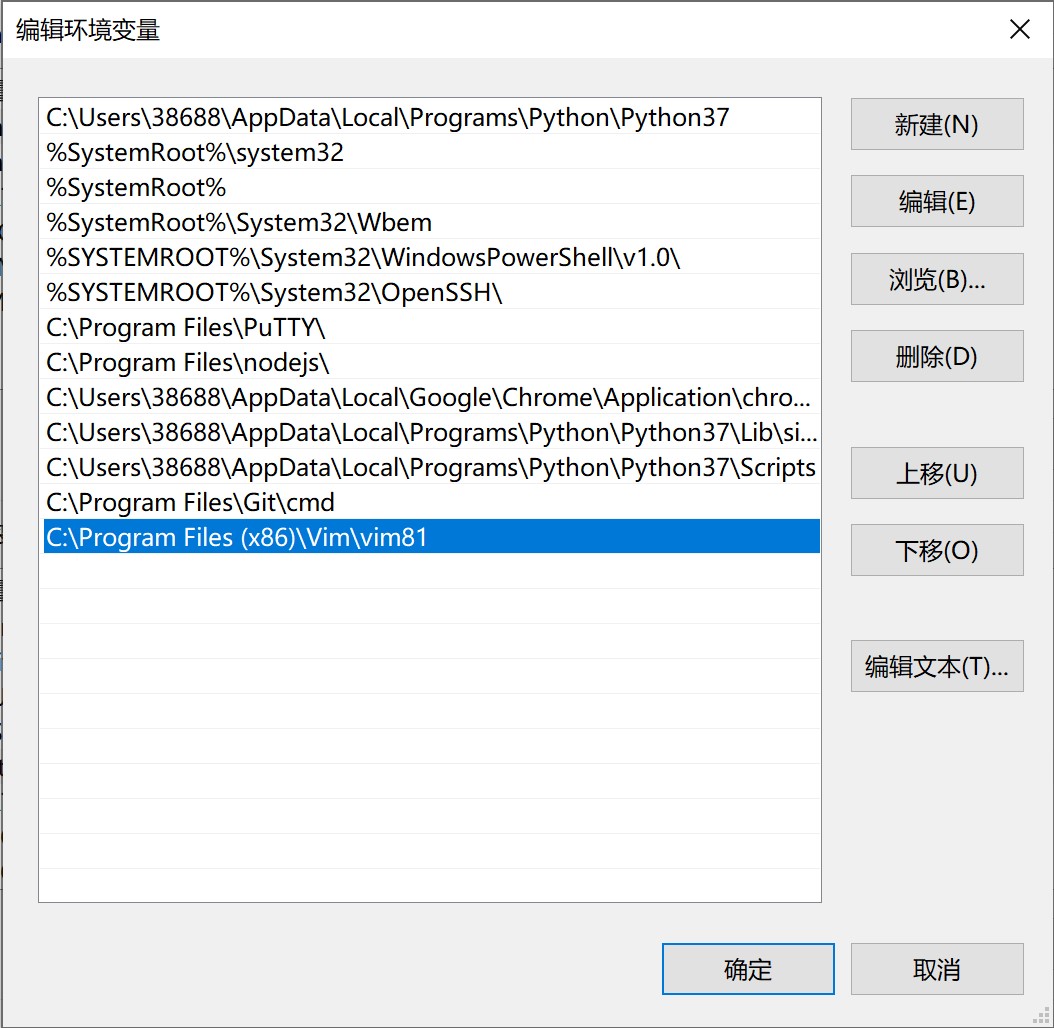 编辑环境变量
C:\Users\38688\AppData\Local\Programs\Python\Python37
%SystemRoot%\system32
%SystemRoot%
%SystemRoot%\System32\Wbem
%SYSTEMROOT%\System32\WindowsPowerShell\v1.0\
%SYSTEMROOT%\System32\OpenSSH\
C:\Program Files\PuTTY\
C:\Program Files\nodejs\
C:\Users\38688\AppData\Local\Google\Chrome\Application\chro...
C:\Users\38688\AppData\Local\Programs\Python\Python37\Lib\si...
C:\Users\38688\AppData\Local\Programs\Python\Python37\Scripts
C:\Program Files\Git\cmd
C:\Program Files (x86)\Vim\vim81
新建(N)
编辑(E)
浏览(B)...
删除(D)
上移(U)
下移(O)
编辑文本(T)...
确定
取消